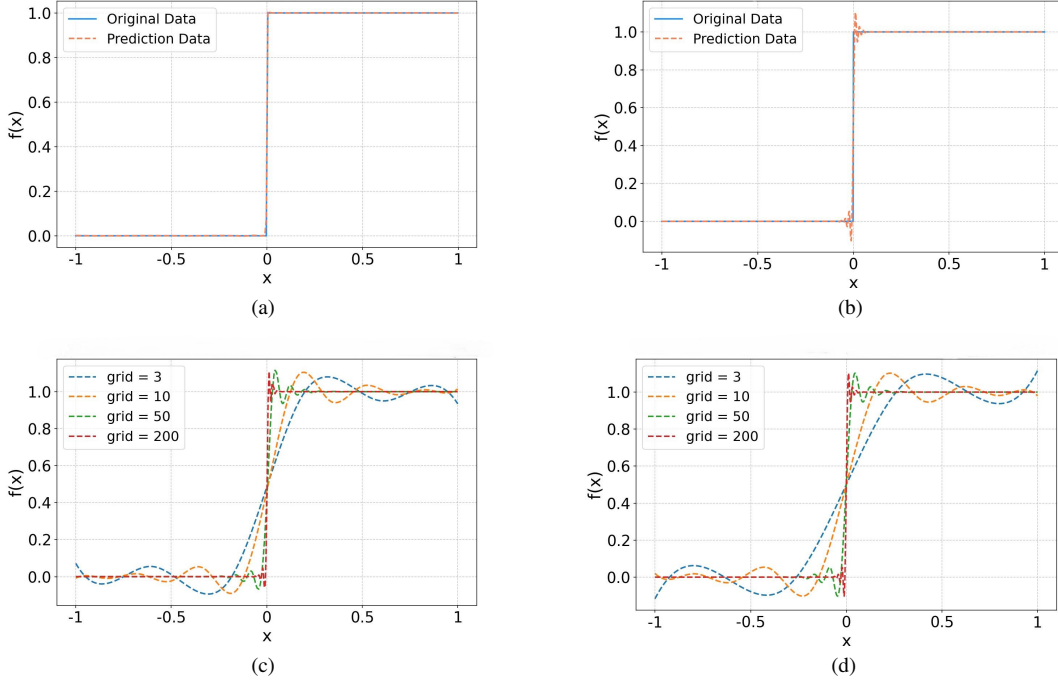 Original Data
Prediction Data
1.0
0.8
0.6
0.4
0.2
0.0
f(x)
-1
-0.5
0
0.5
1
x
(a)
Original Data
Prediction Data
1.0
0.8
0.6
0.4
0.2
0.0
f(x)
-1
-0.5
0
0.5
1
x
(b)
grid = 3
grid = 10
grid = 50
grid = 200
1.0
0.8
0.6
0.4
0.2
0.0
f(x)
-1
-0.5
0
0.5
1
x
(c)
grid = 3
grid = 10
grid = 50
grid = 200
1.0
0.8
0.6
0.4
0.2
0.0
f(x)
-1
-0.5
0
0.5
1
x
(d)